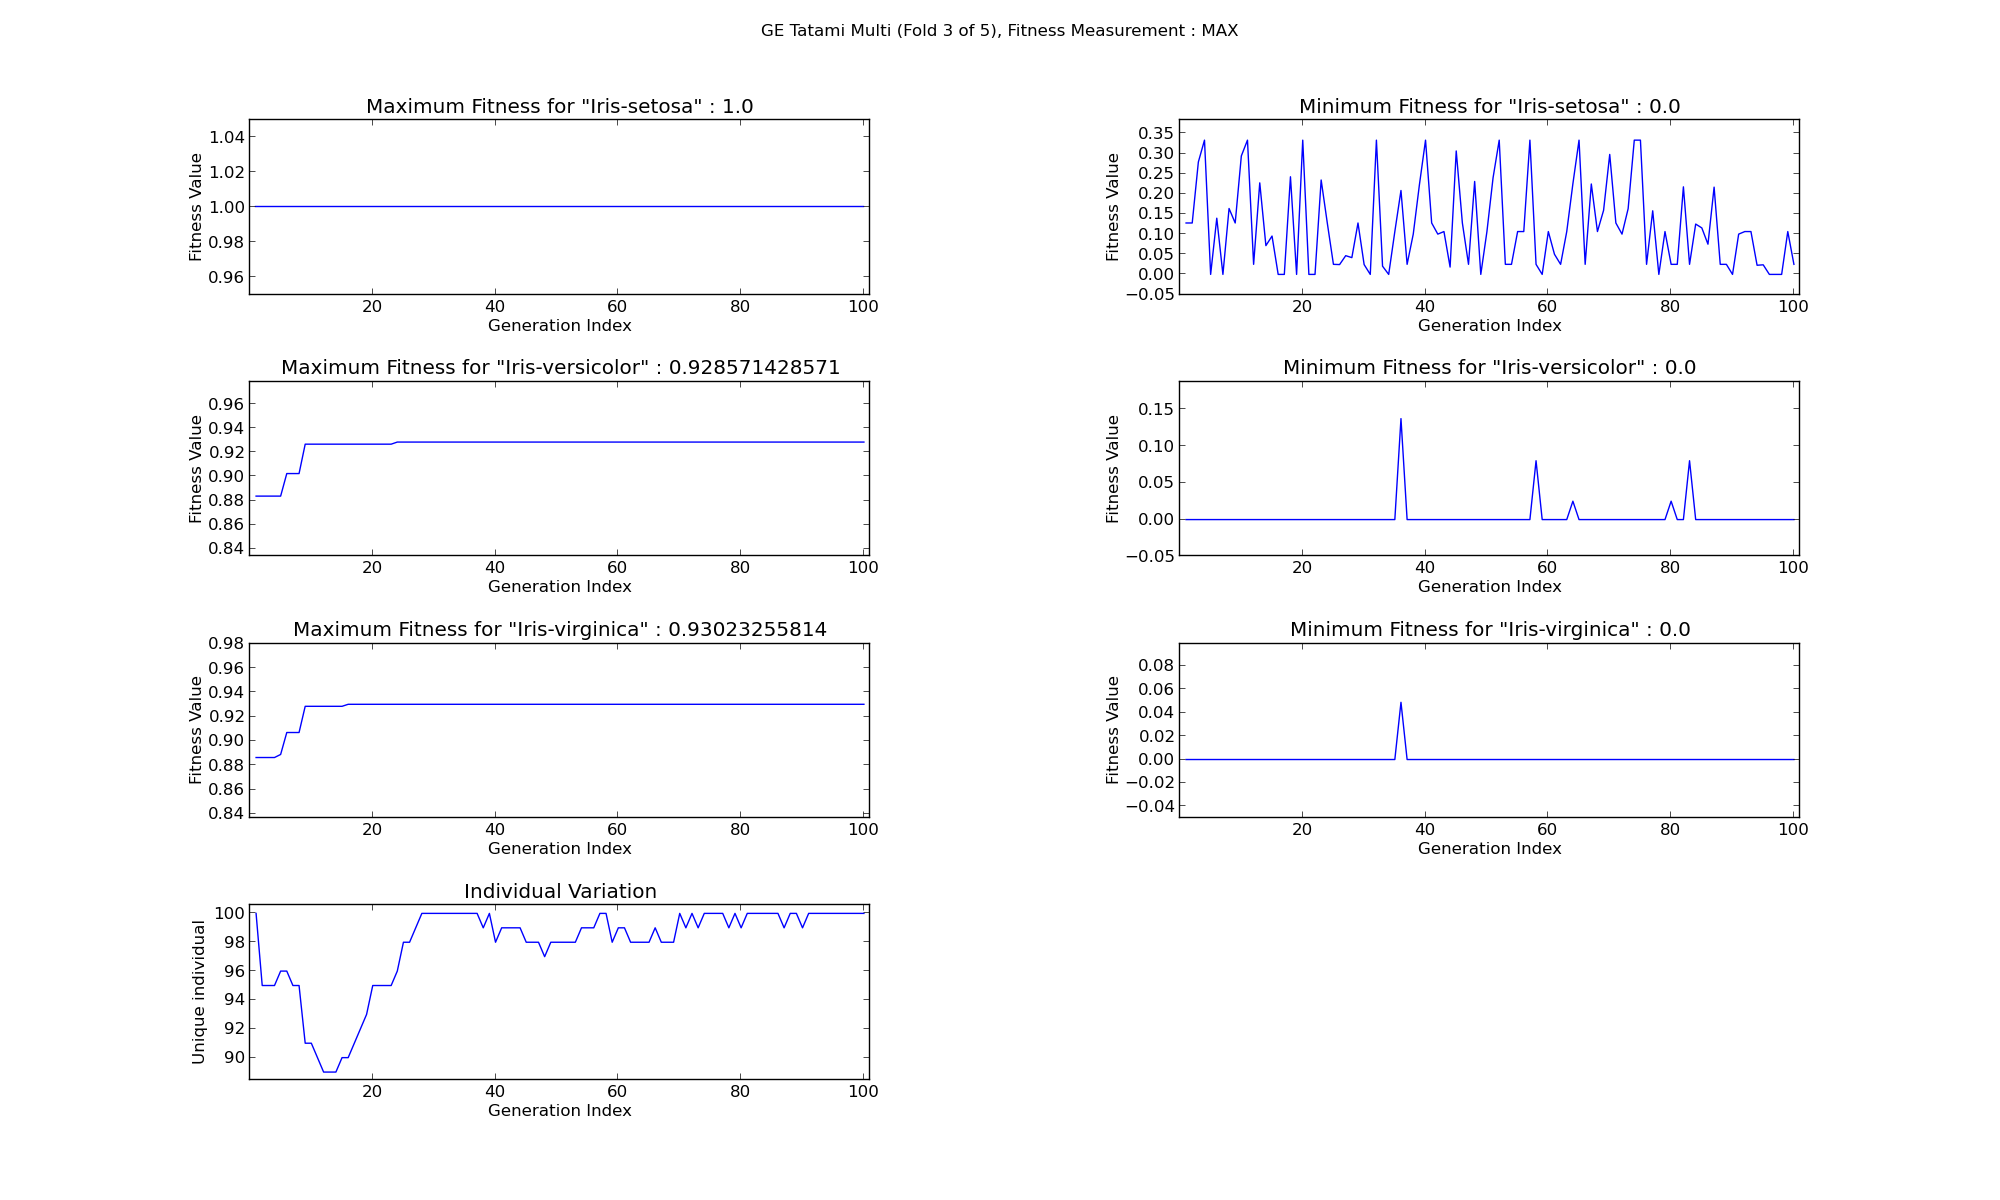 GE Tatami Multi (Fold 3 of 5), Fitness Measurement : MAX
Maximum Fitness for "Iris-setosa" : 1.0
1.04
1.02
1.00
0.98
0.96
Fitness Value
20 40 60 80 100
Generation Index
Minimum Fitness for "Iris-setosa" : 0.0
0.35
0.30
0.25
0.20
0.15
0.10
0.05
0.00
−0.05
Fitness Value
20 40 60 80 100
Generation Index
Maximum Fitness for "Iris-versicolor" : 0.928571428571
0.96
0.94
0.92
0.90
0.88
0.86
0.84
Fitness Value
20 40 60 80 100
Generation Index
Minimum Fitness for "Iris-versicolor" : 0.0
0.15
0.10
0.05
0.00
−0.05
Fitness Value
20 40 60 80 100
Generation Index
Maximum Fitness for "Iris-virginica" : 0.93023255814
0.98
0.96
0.94
0.92
0.90
0.88
0.86
0.84
Fitness Value
20 40 60 80 100
Generation Index
Minimum Fitness for "Iris-virginica" : 0.0
0.08
0.06
0.04
0.02
0.00
−0.02
−0.04
Fitness Value
20 40 60 80 100
Generation Index
Individual Variation
100
98
96
94
92
90
Unique individual
20 40 60 80 100
Generation Index